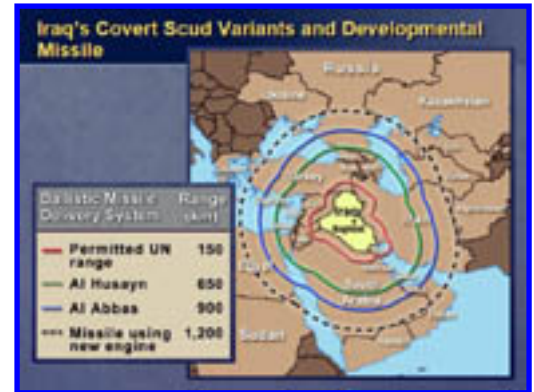 Iraq's Covert Scud Variants and Developmental
Missile
Russia
Ukraine
Kazakhstan
Turkey
Iraq
Baghdad
Saudi
Arabia
Sudan
Ballistic Missile Range
Delivery System (km)
Permitted UN 150
range
Al Husayn 650
Al Abbas 900
Missile using 1,200
new engine